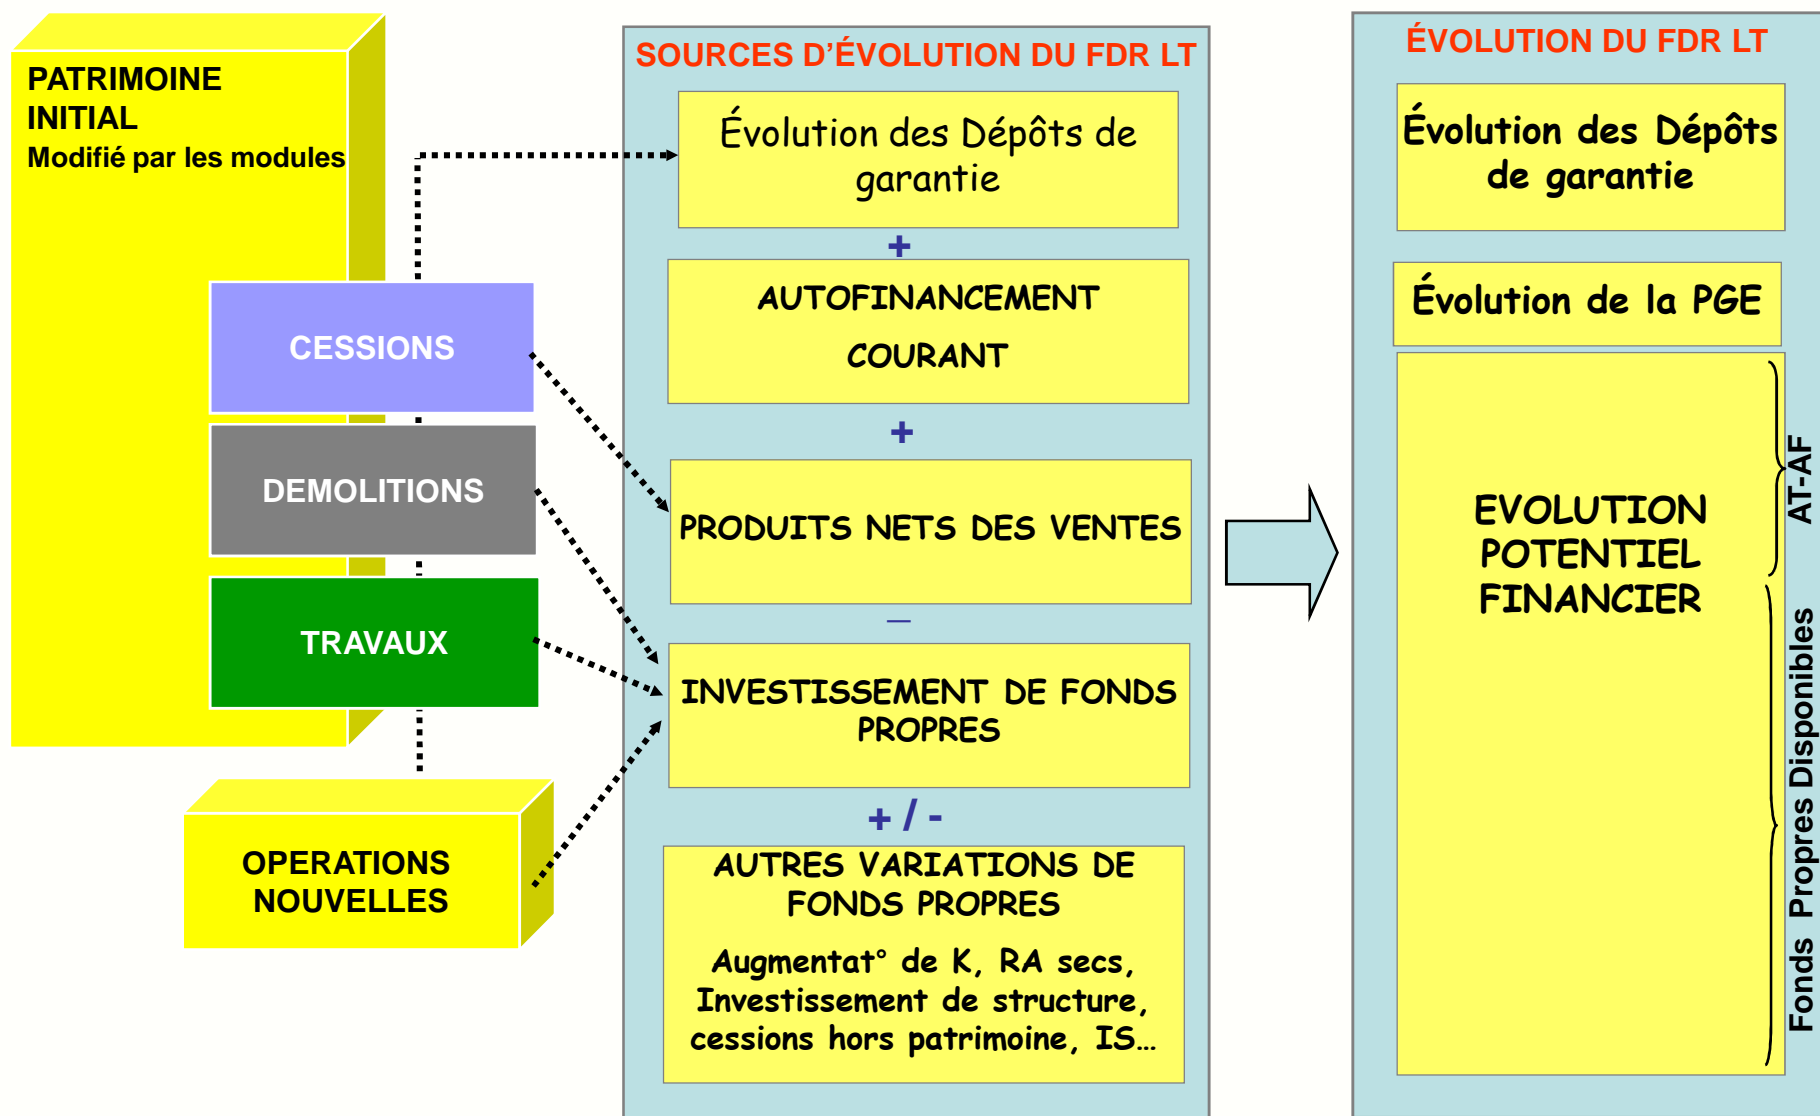 PATRIMOINE
INITIAL
Modifié par les modules
CESSIONS
DEMOLITIONS
TRAVAUX
OPERATIONS
NOUVELLES
SOURCES D'ÉVOLUTION DU FDR LT
Évolution des Dépôts de
garantie
+
AUTOFINANCEMENT
COURANT
+
PRODUITS NETS DES VENTES
–
INVESTISSEMENT DE FONDS
PROPRES
+ / -
AUTRES VARIATIONS DE
FONDS PROPRES
Augmentat° de K, RA secs,
Investissement de structure,
cessions hors patrimoine, IS…
ÉVOLUTION DU FDR LT
Évolution des Dépôts
de garantie
Évolution de la PGE
EVOLUTION
POTENTIEL
FINANCIER
AT-AF
Fonds Propres Disponibles